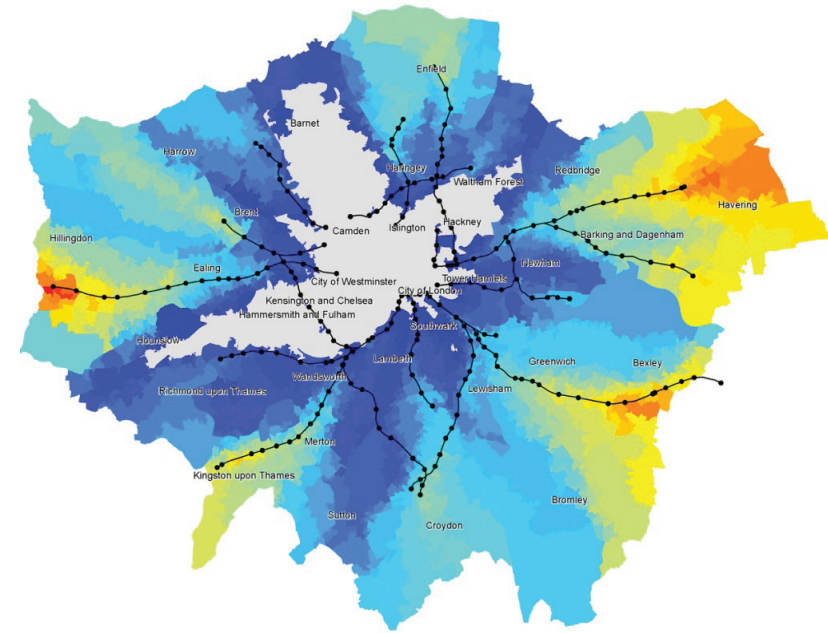 Enfield
Barnet
Harrow
Haringey
Redbridge
Waltham Forest
Havering
Brent
Hackney
Camden
Islington
Barking and Dagenham
Hillingdon
Ealing
Newham
City of Westminster
Tower Hamlets
City of London
Kensington and Chelsea
Hammersmith and Fulham
Southwark
Hounslow
Lambeth
Greenwich
Bexley
Wandsworth
Richmond upon Thames
Lewisham
Merton
Kingston upon Thames
Bromley
Sutton
Croydon